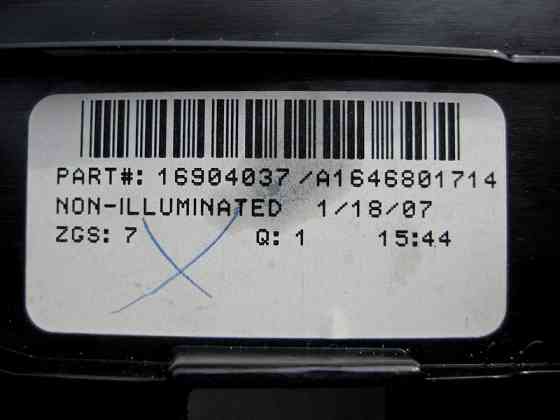 PART#: 16904037 /A1646801714
NON-ILLUMINATED 1/18/07
ZGS: 7 Q: 1 15:44